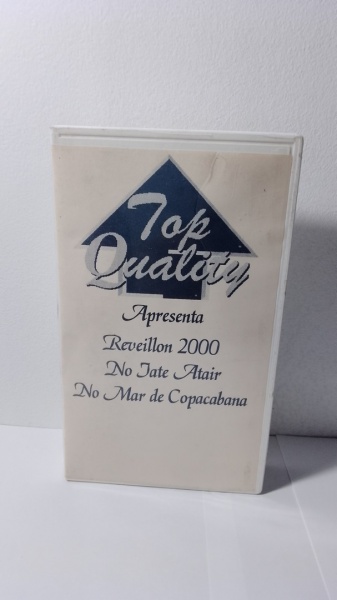 Top
Quality
Apresenta
Reveillon 2000
No Iate Atair
No Mar de Copacabana